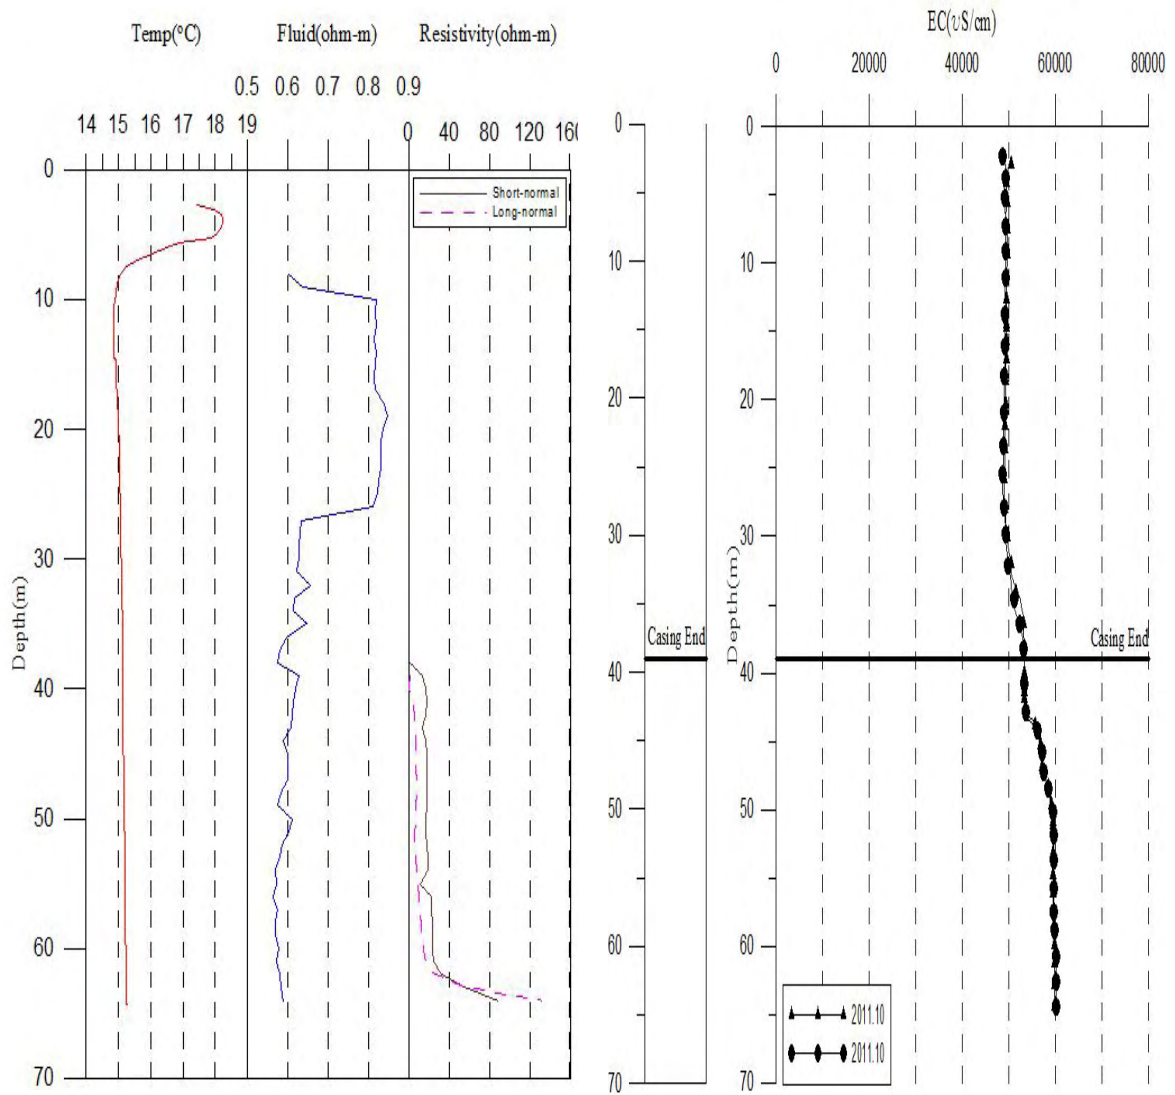 Temp(°C) Fluid(ohm-m) Resistivity(ohm-m)
0.5 0.6 0.7 0.8 0.9
14 15 16 17 18 19
0 40 80 120 160
Short-normal
Long-normal
0
10
20
30
40
50
60
70
Depth(m)
0
10
20
30
40
50
60
70
Casing End
EC(υS/cm)
0 20000 40000 60000 80000
0
10
20
30
40
50
60
70
Depth(m)
Casing End
2011.10
2011.10